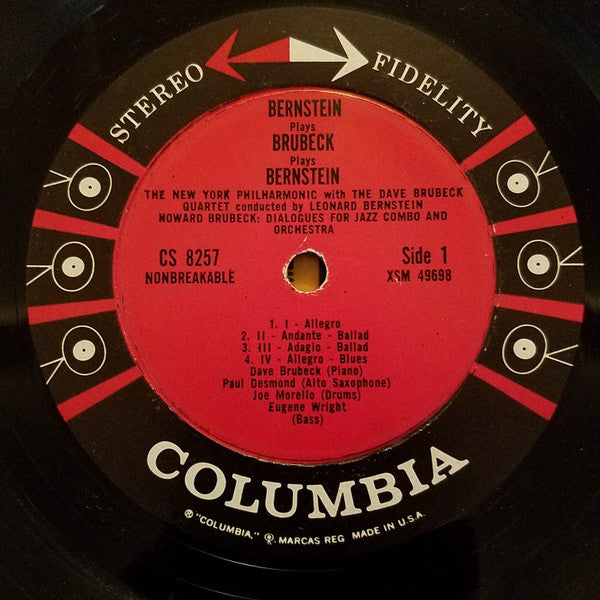 STEREO FIDELITY
BERNSTEIN
Plays
BRUBECK
Plays
BERNSTEIN
THE NEW YORK PHILHARMONIC with THE DAVE BRUBECK
QUARTET conducted by LEONARD BERNSTEIN
HOWARD BRUBECK: DIALOGUES FOR JAZZ COMBO AND
ORCHESTRA
CS 8257
NONBREAKABLE
Side 1
XSM 49698
1. I - Allegro
2. II - Andante - Ballad
3. III - Adagio - Ballad
4. IV - Allegro - Blues
Dave Brubeck (Piano)
Paul Desmond (Alto Saxophone)
Joe Morello (Drums)
Eugene Wright
(Bass)
COLUMBIA
"COLUMBIA," MARCAS REG MADE IN U.S.A.